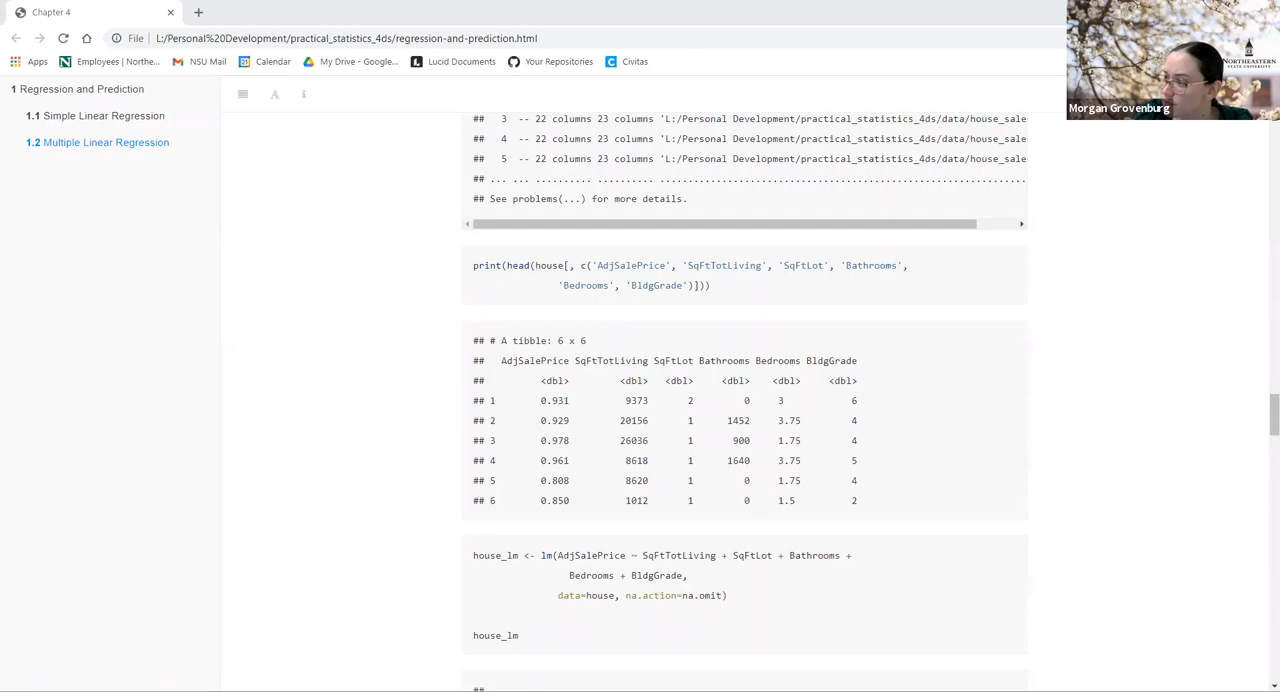 Chapter 4
File | L:/Personal%20Development/practical_statistics_4ds/regression-and-prediction.html
Apps Employees | Northe... NSU Mail Calendar My Drive - Google... Lucid Documents Your Repositories Civitas
NORTHEASTERN
STATE UNIVERSITY
Morgan Grovenburg
1 Regression and Prediction
1.1 Simple Linear Regression
1.2 Multiple Linear Regression
## 3 -- 22 columns 23 columns 'L:/Personal Development/practical_statistics_4ds/data/house_sale
## 4 -- 22 columns 23 columns 'L:/Personal Development/practical_statistics_4ds/data/house_sale
## 5 -- 22 columns 23 columns 'L:/Personal Development/practical_statistics_4ds/data/house_sale
## ... ... .......... .......... ................................................................
## See problems(...) for more details.
print(head(house[, c('AdjSalePrice', 'SqFtTotLiving', 'SqFtLot', 'Bathrooms',
'Bedrooms', 'BldgGrade')]))
## # A tibble: 6 x 6
## AdjSalePrice SqFtTotLiving SqFtLot Bathrooms Bedrooms BldgGrade
## <dbl> <dbl> <dbl> <dbl> <dbl> <dbl>
## 1 0.931 9373 2 0 3 6
## 2 0.929 20156 1 1452 3.75 4
## 3 0.978 26036 1 900 1.75 4
## 4 0.961 8618 1 1640 3.75 5
## 5 0.808 8620 1 0 1.75 4
## 6 0.850 1012 1 0 1.5 2
house_lm <- lm(AdjSalePrice ~ SqFtTotLiving + SqFtLot + Bathrooms +
Bedrooms + BldgGrade,
data=house, na.action=na.omit)
house_lm
##